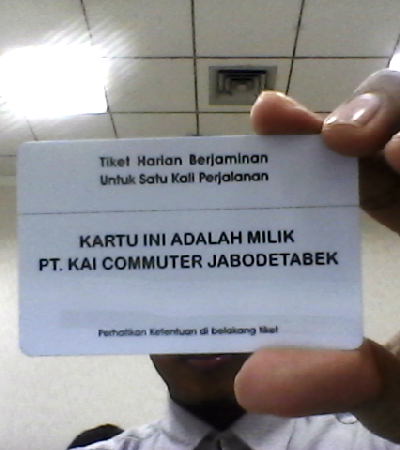 Tiket Harian Berjaminan
Untuk Satu Kali Perjalanan
KARTU INI ADALAH MILIK
PT. KAI COMMUTER JABODETABEK
Perhatikan Ketentuan di belakang tiket